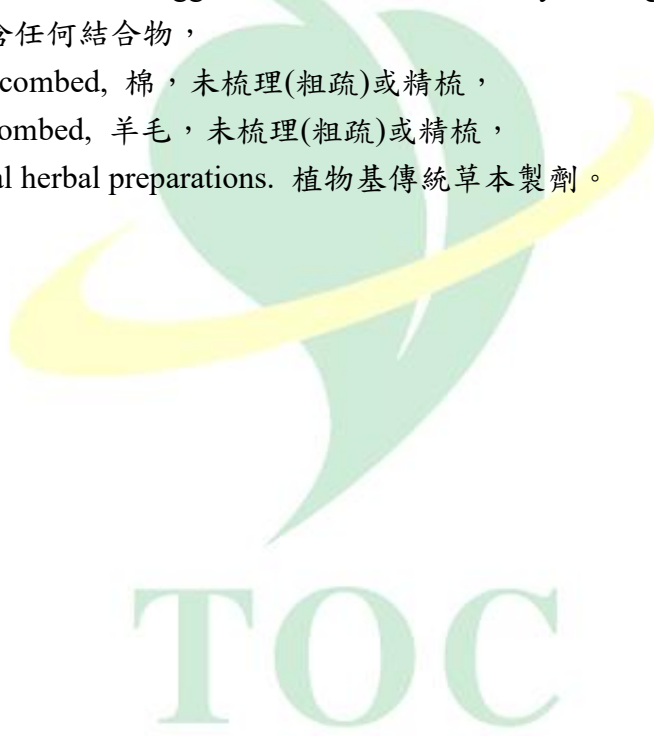 含任何結合物，
combed, 棉，未梳理(粗疏)或精梳，
ombed, 羊毛，未梳理(粗疏)或精梳，
al herbal preparations. 植物基傳統草本製劑。
TOC